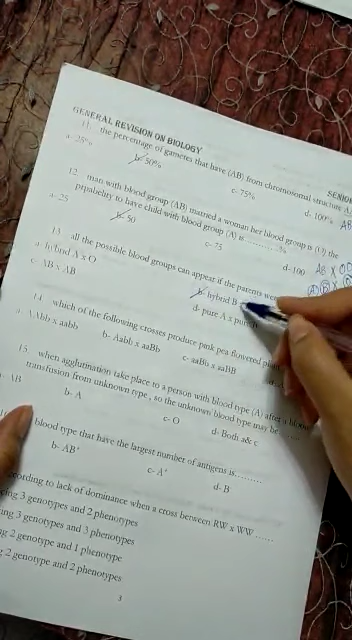 GENERAL REVISION ON BIOLOGY
SENIO
11. the percentage of gametes that have (AB) from chromosomal structure
a- 25%
b- 50%
c- 75%
d- 100%
12. man with blood group (AB) married a woman her blood group is (O) the
prpabelity to have child with blood group (A) is ............%
a- 25
b- 50
c- 75
d- 100
AB X OO
13. all the possible blood groups can appear if the parents were
a- hybrid A x O
b- hybrid B
c- AB x AB
d- pure A x pure
14. which of the following crosses produce pink pea flowered
a. AAbb x aabb
b- Aabb x aaBb
c- aaBb x aaBB
15. when agglutination take place to a person with blood type (A) after a blood
transfusion from unknown type , so the unknown blood type may be
AB
b- A
c- O
d- Both a& c
blood type that have the largest number of antigens is..........
b- AB⁺
c- A⁺
d- B
ccording to lack of dominance when a cross between RW x WW ......
ing 3 genotypes and 2 phenotypes
ing 3 genotypes and 3 phenotypes
g 2 genotype and 1 phenotype
g 2 genotype and 2 phenotypes
3